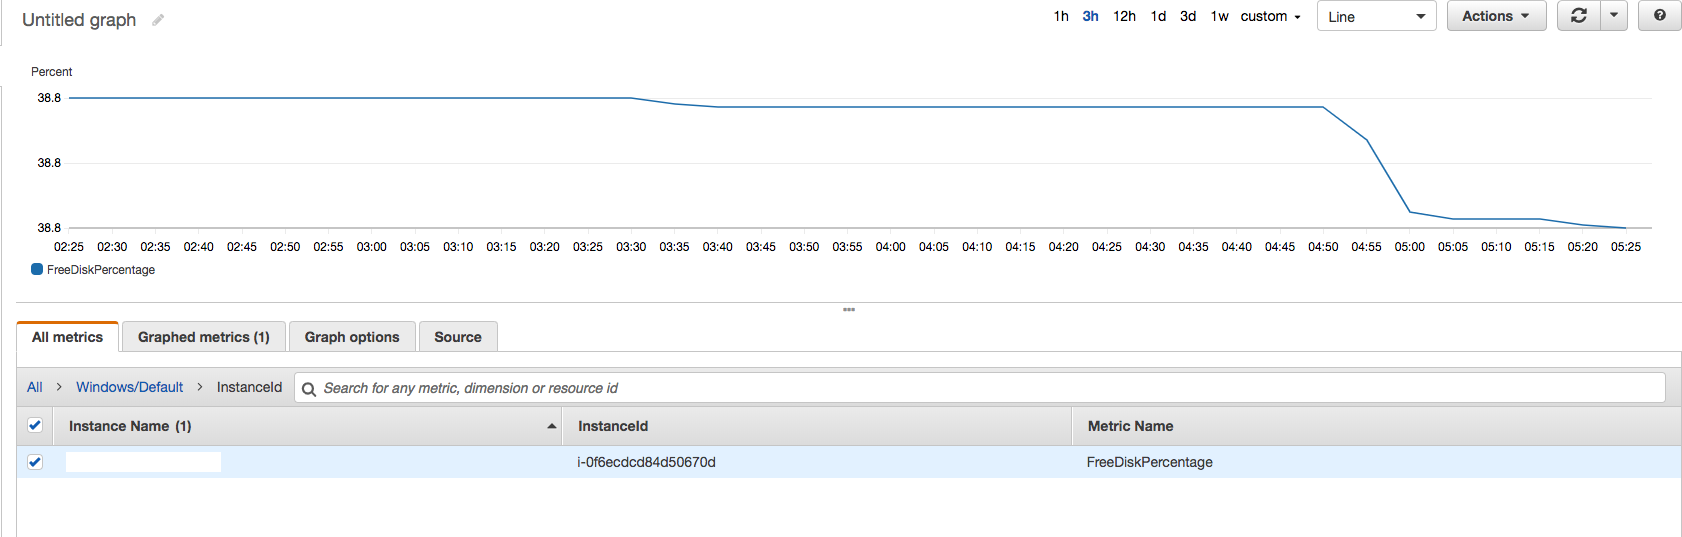 Untitled graph 1h 3h 12h 1d 3d 1w custom Line Actions ?
Percent
38.8
38.8
38.8
02:25 02:30 02:35 02:40 02:45 02:50 02:55 03:00 03:05 03:10 03:15 03:20 03:25 03:30 03:35 03:40 03:45 03:50 03:55 04:00 04:05 04:10 04:15 04:20 04:25 04:30 04:35 04:40 04:45 04:50 04:55 05:00 05:05 05:10 05:15 05:20 05:25
FreeDiskPercentage
All metrics Graphed metrics (1) Graph options Source
All > Windows/Default > InstanceId Search for any metric, dimension or resource id
Instance Name (1) InstanceId Metric Name
i-0f6ecdcd84d50670d FreeDiskPercentage